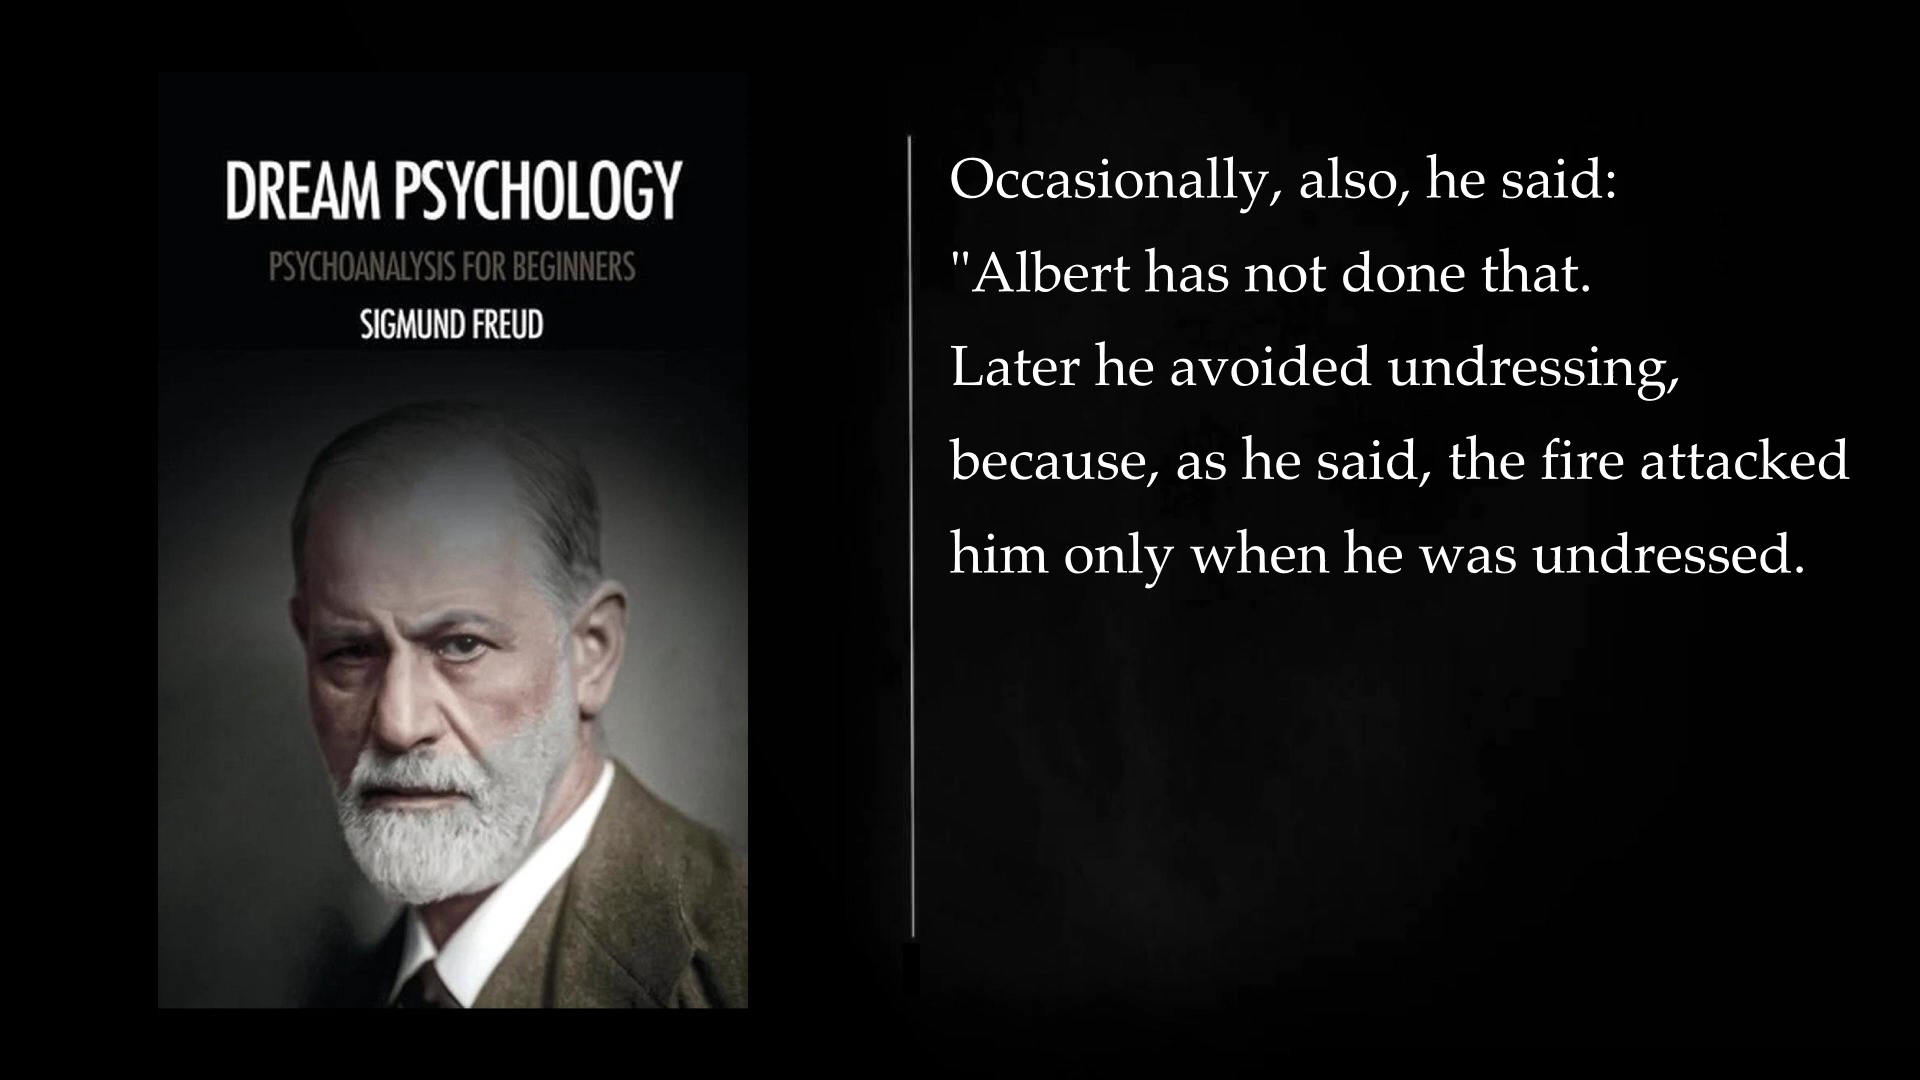 DREAM PSYCHOLOGY
PSYCHOANALYSIS FOR BEGINNERS
SIGMUND FREUD
Occasionally, also, he said:
"Albert has not done that.
Later he avoided undressing,
because, as he said, the fire attacked
him only when he was undressed.